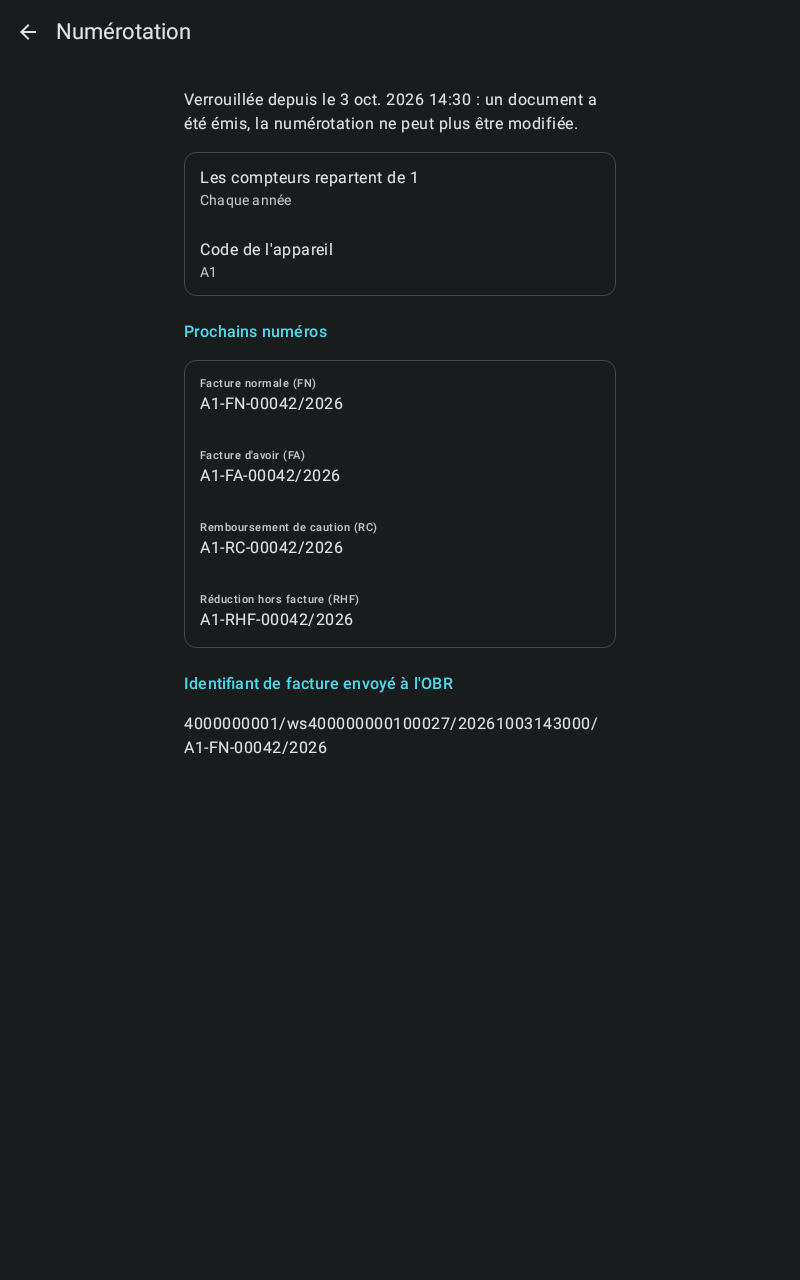 Numérotation
Verrouillée depuis le 3 oct. 2026 14:30 : un document a
été émis, la numérotation ne peut plus être modifiée.
Les compteurs repartent de 1
Chaque année
Code de l'appareil
A1
Prochains numéros
Facture normale (FN)
A1-FN-00042/2026
Facture d'avoir (FA)
A1-FA-00042/2026
Remboursement de caution (RC)
A1-RC-00042/2026
Réduction hors facture (RHF)
A1-RHF-00042/2026
Identifiant de facture envoyé à l'OBR
4000000001/ws400000000100027/20261003143000/
A1-FN-00042/2026